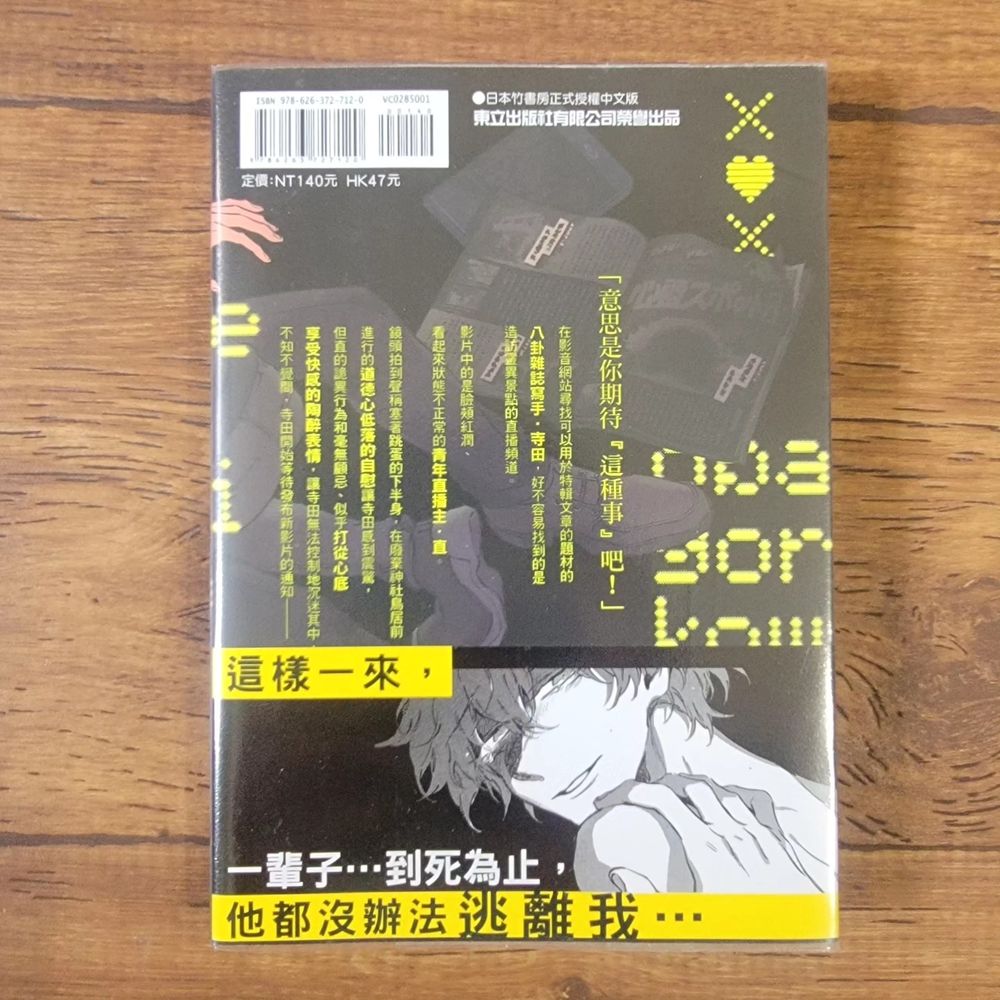 ISBN 978-626-372-712-0
VC0285001
00140
9 786263 727120
定價:NT140元 HK47元
●日本竹書房正式授權中文版
東立出版社有限公司榮譽出品
「意思是你期待『這種事』吧！」
在影音網站尋找可以用於特輯文章的題材的
八卦雜誌寫手・寺田，好不容易找到的是
造訪靈異景點的直播頻道。
影片中的是臉頰紅潤、
看起來狀態不正常的青年直播主・直。
鏡頭拍到聲稱塞著跳蛋的下半身，在廢棄神社鳥居前
進行的道德心低落的自慰讓寺田感到震驚，
但直的詭異行為和毫無顧忌、似乎打從心底
享受快感的陶醉表情，讓寺田無法控制地沉迷其中，
不知不覺間，寺田開始等待發布新影片的通知——
這樣一來，
一輩子…到死為止，
他都沒辦法逃離我…